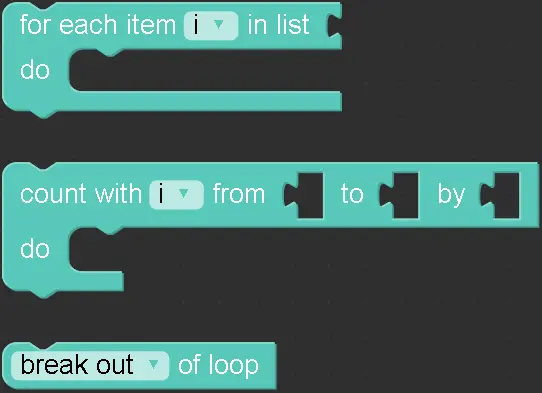 for each item i in list
do
count with i from to by
do
break out of loop